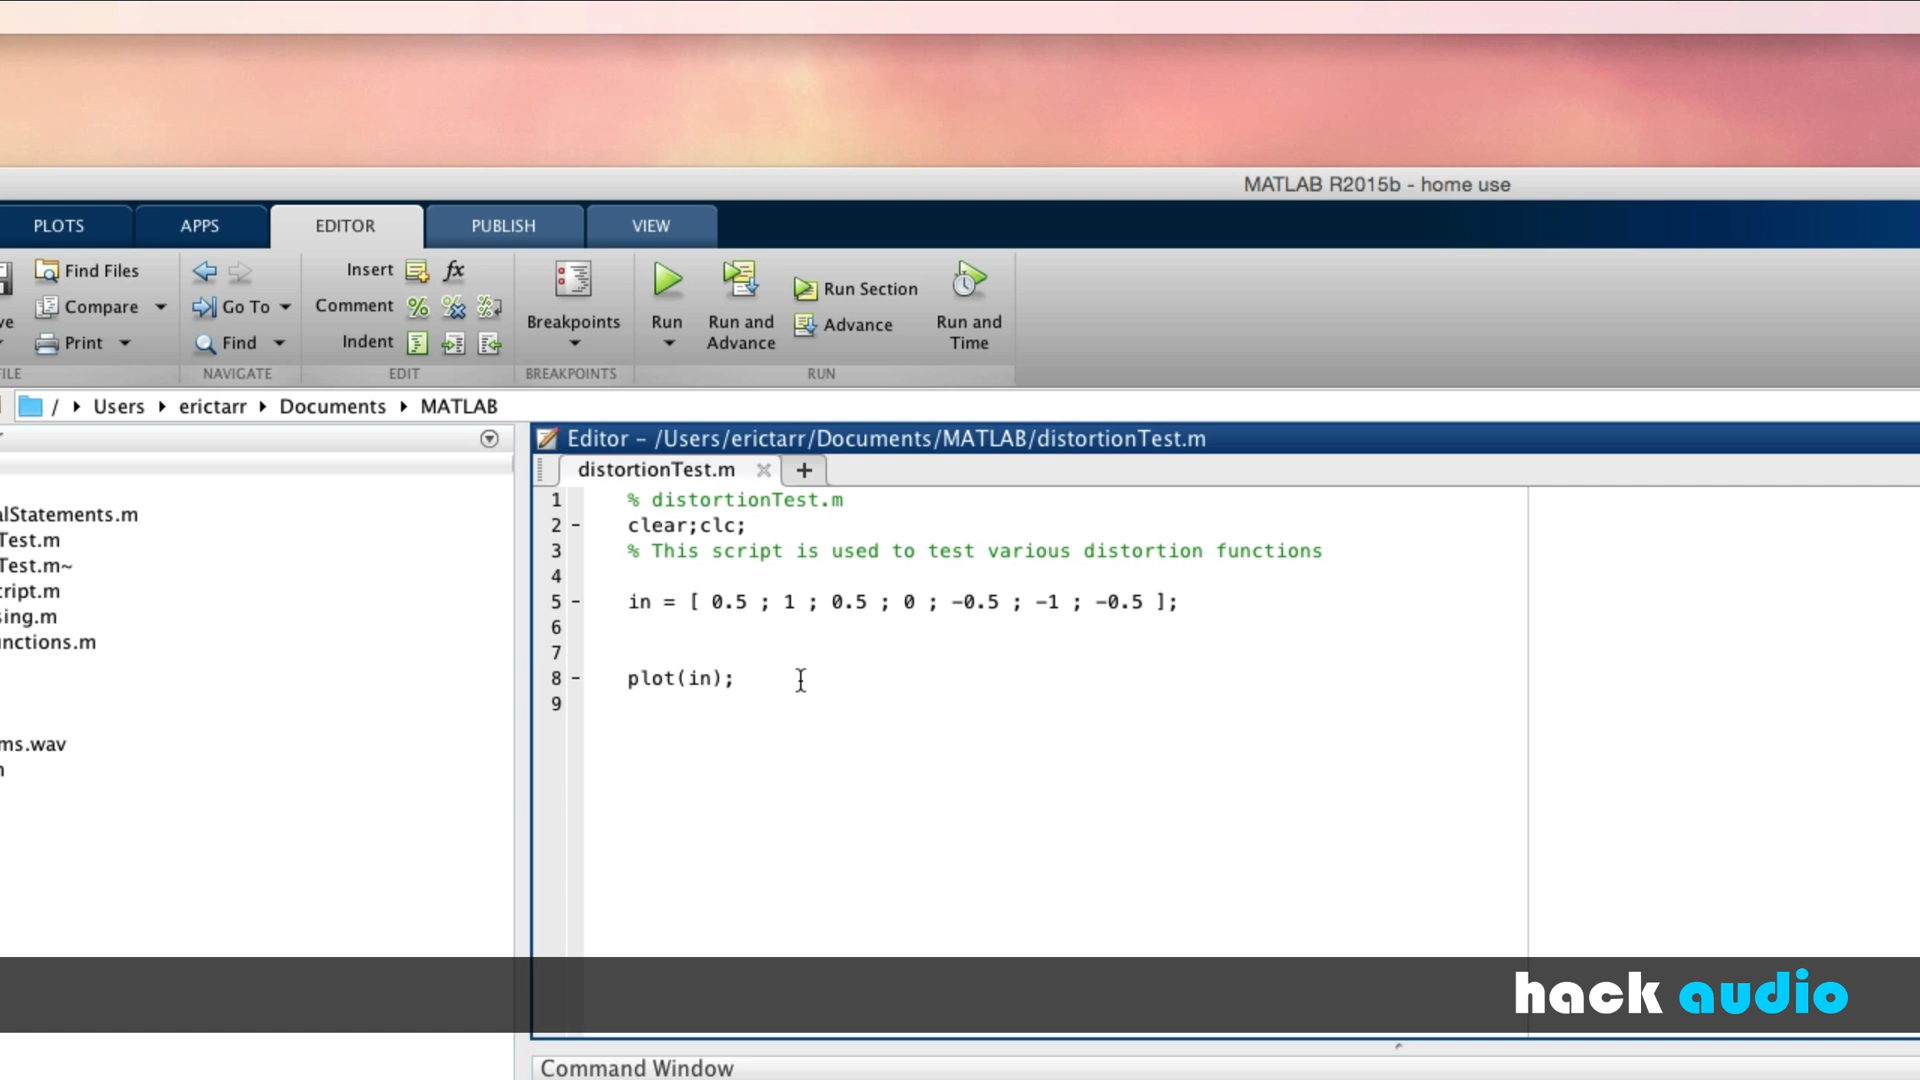 MATLAB R2015b - home use
PLOTS
APPS
EDITOR
PUBLISH
VIEW
Find Files
Compare
Print
FILE
Go To
Find
NAVIGATE
Insert
fx
Comment
Indent
EDIT
Breakpoints
BREAKPOINTS
Run
Run and
Advance
Run Section
Advance
Run and
Time
RUN
/ Users erictarr Documents MATLAB
Editor – /Users/erictarr/Documents/MATLAB/distortionTest.m
distortionTest.m
+
lStatements.m
Test.m
Test.m~
ript.m
sing.m
nctions.m
ms.wav
1 % distortionTest.m
2 - clear;clc;
3 % This script is used to test various distortion functions
4
5 - in = [ 0.5 ; 1 ; 0.5 ; 0 ; -0.5 ; -1 ; -0.5 ];
6
7
8 - plot(in);
9
hack audio
Command Window